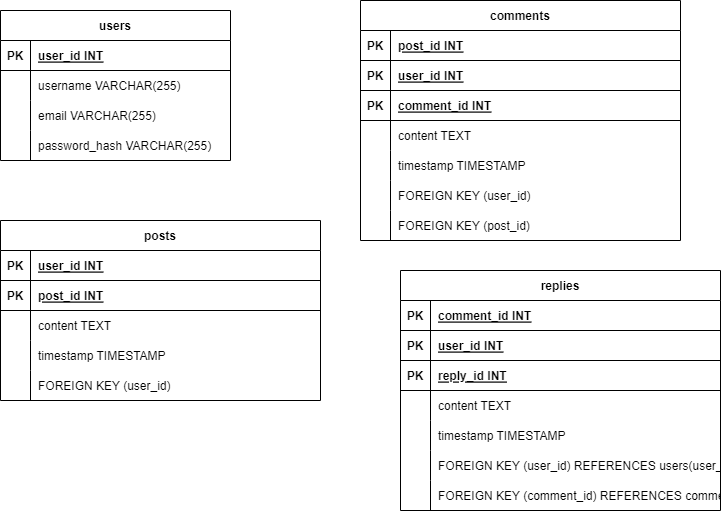 users
PK user_id INT
username VARCHAR(255)
email VARCHAR(255)
password_hash VARCHAR(255)
comments
PK post_id INT
PK user_id INT
PK comment_id INT
content TEXT
timestamp TIMESTAMP
FOREIGN KEY (user_id)
FOREIGN KEY (post_id)
posts
PK user_id INT
PK post_id INT
content TEXT
timestamp TIMESTAMP
FOREIGN KEY (user_id)
replies
PK comment_id INT
PK user_id INT
PK reply_id INT
content TEXT
timestamp TIMESTAMP
FOREIGN KEY (user_id) REFERENCES users(user_
FOREIGN KEY (comment_id) REFERENCES comme